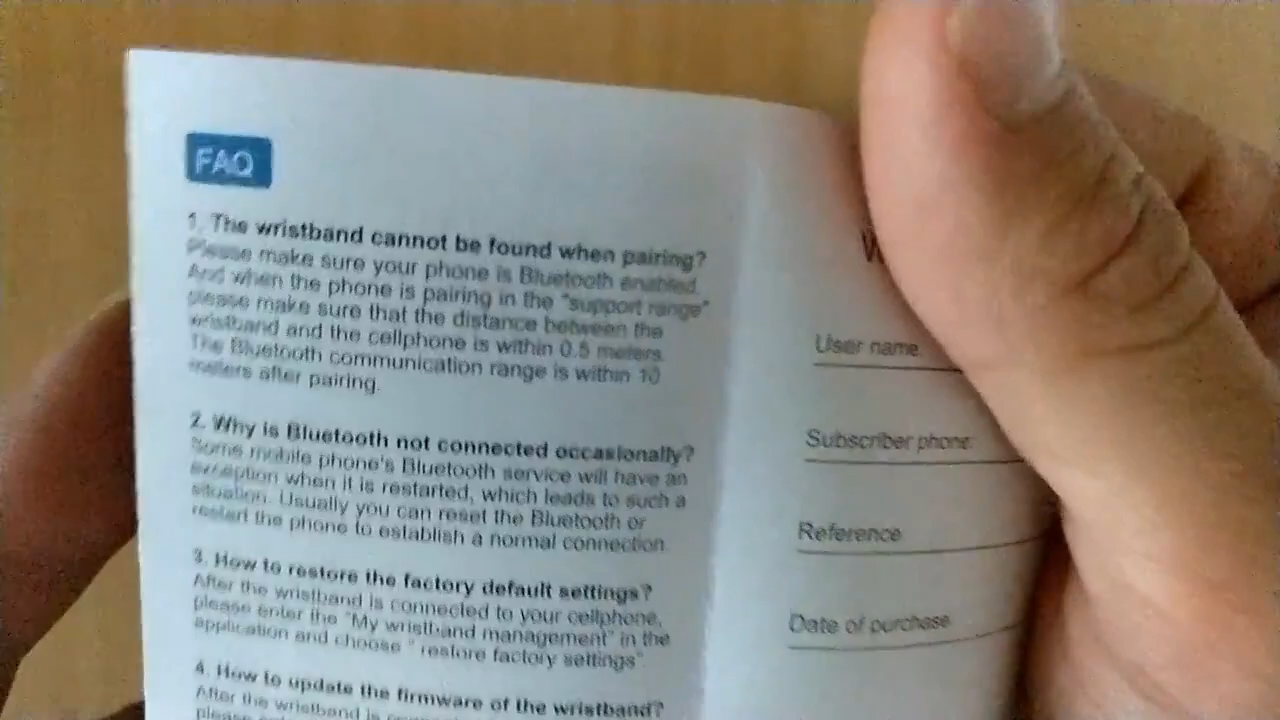 FAQ
1. The wristband cannot be found when pairing?
Please make sure your phone is Bluetooth enabled.
And when the phone is pairing in the "support range"
please make sure that the distance between the
wristband and the cellphone is within 0.5 meters.
The Bluetooth communication range is within 10
meters after pairing.
2. Why is Bluetooth not connected occasionally?
Some mobile phone's Bluetooth service will have an
exception when it is restarted, which leads to such a
situation. Usually you can reset the Bluetooth or
restart the phone to establish a normal connection.
3. How to restore the factory default settings?
After the wristband is connected to your cellphone,
please enter the "My wristband management" in the
application and choose " restore factory settings"
4. How to update the firmware of the wristband?
After the wristband is
please
User name:
Subscriber phone:
Reference
Date of purchase